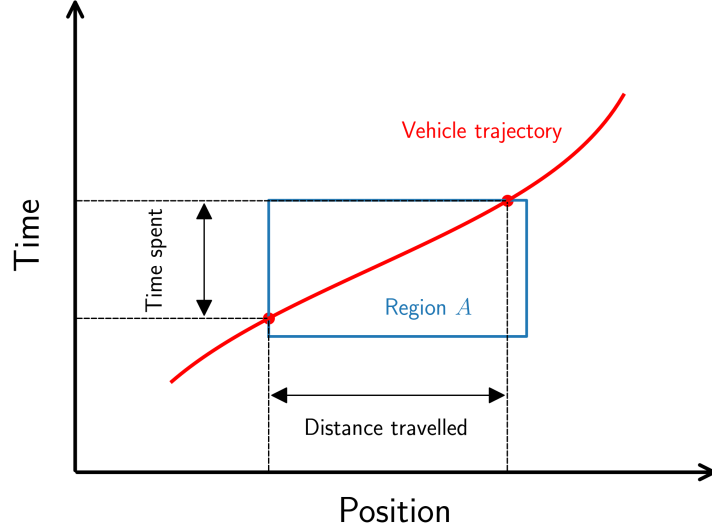 Vehicle trajectory
Time
Time spent
Region A
Distance travelled
Position